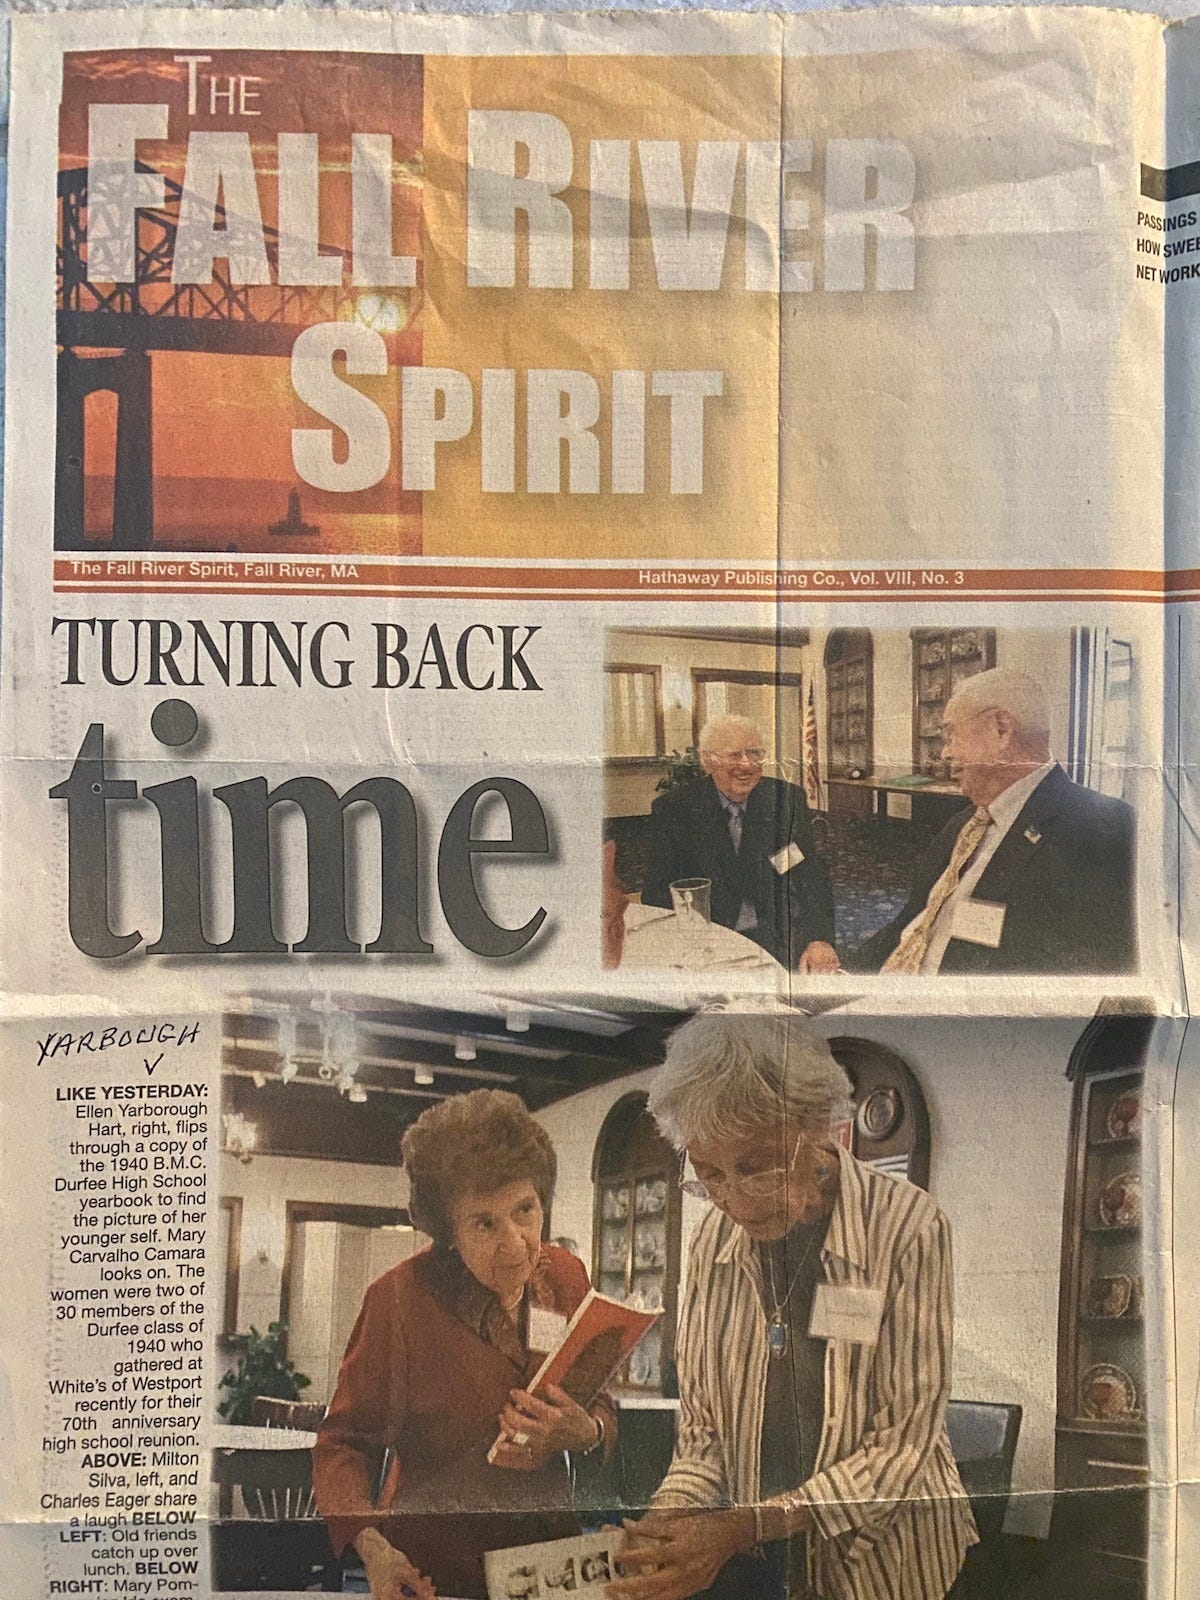 THE
FALL RIVER
SPIRIT
PASSINGS
HOW SWEE
NET WORK
The Fall River Spirit, Fall River, MA
Hathaway Publishing Co., Vol. VIII, No. 3
TURNING BACK
time
YARBOUGH
LIKE YESTERDAY:
Ellen Yarborough
Hart, right, flips
through a copy of
the 1940 B.M.C.
Durfee High School
yearbook to find
the picture of her
younger self. Mary
Carvalho Camara
looks on. The
women were two of
30 members of the
Durfee class of
1940 who
gathered at
White's of Westport
recently for their
70th anniversary
high school reunion.
ABOVE: Milton
Silva, left, and
Charles Eager share
a laugh BELOW
LEFT: Old friends
catch up over
lunch. BELOW
RIGHT: Mary Pom-